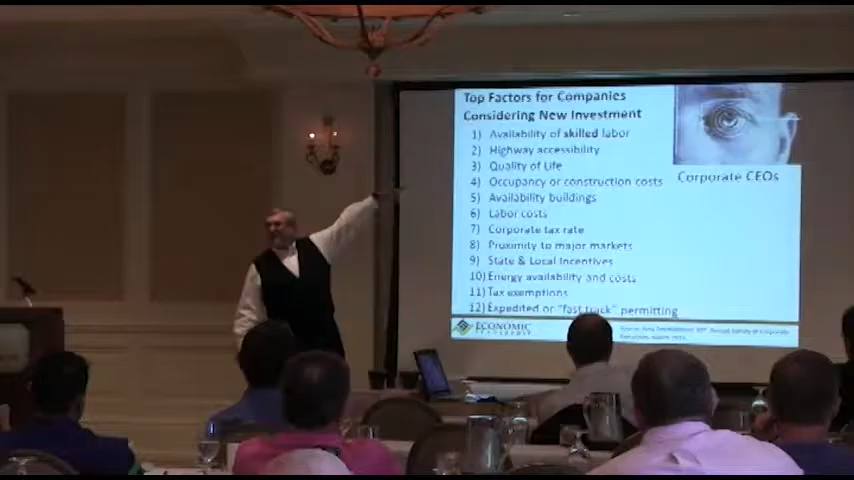 Top Factors for Companies
Considering New Investment
1) Availability of skilled labor
2) Highway accessibility
3) Quality of Life
4) Occupancy or construction costs
5) Availability buildings
6) Labor costs
7) Corporate tax rate
8) Proximity to major markets
9) State & Local Incentives
10) Energy availability and costs
11) Tax exemptions
12) Expedited or "fast track" permitting
Corporate CEOs
ECONOMIC